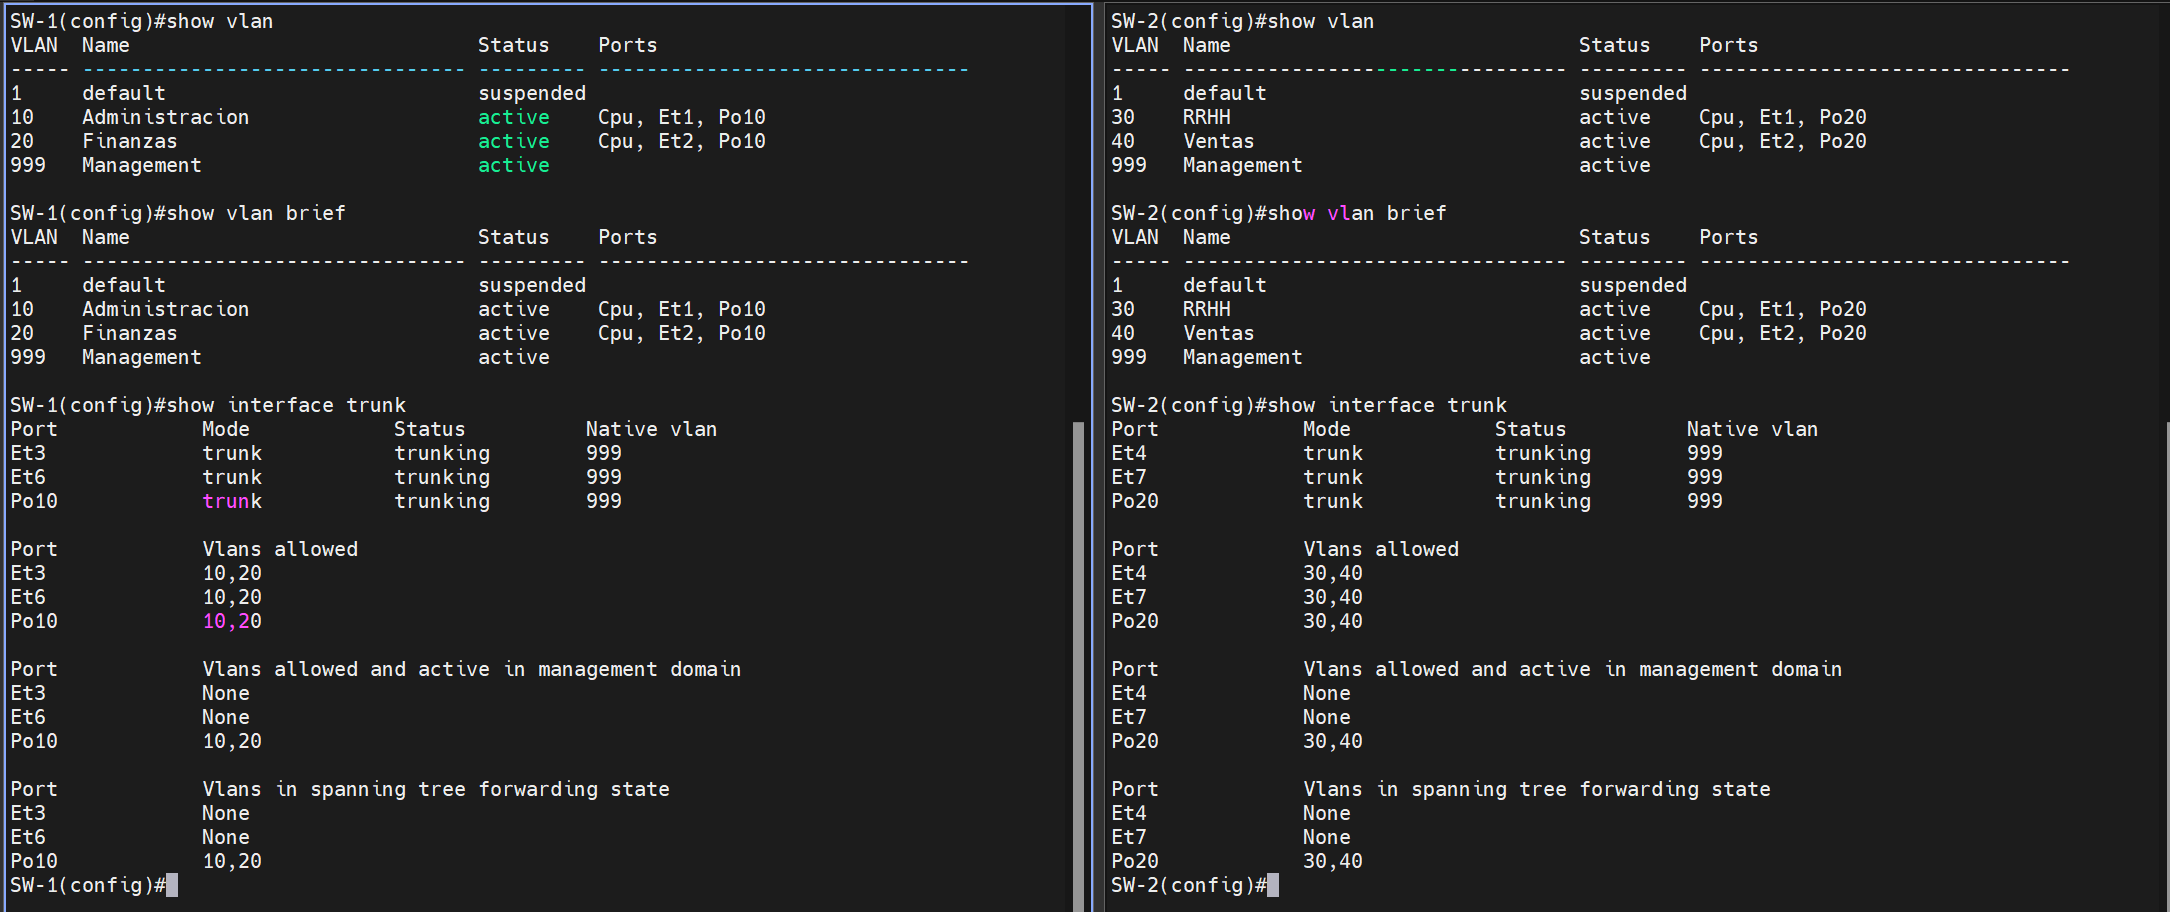 SW-1(config)#show vlan
VLAN  Name                             Status    Ports
----- -------------------------------- --------- -------------------------------
1     default                          suspended
10    Administracion                   active    Cpu, Et1, Po10
20    Finanzas                         active    Cpu, Et2, Po10
999   Management                       active

SW-1(config)#show vlan brief
VLAN  Name                             Status    Ports
----- -------------------------------- --------- -------------------------------
1     default                          suspended
10    Administracion                   active    Cpu, Et1, Po10
20    Finanzas                         active    Cpu, Et2, Po10
999   Management                       active

SW-1(config)#show interface trunk
Port            Mode            Status          Native vlan
Et3             trunk           trunking        999
Et6             trunk           trunking        999
Po10            trunk           trunking        999

Port            Vlans allowed
Et3             10,20
Et6             10,20
Po10            10,20

Port            Vlans allowed and active in management domain
Et3             None
Et6             None
Po10            10,20

Port            Vlans in spanning tree forwarding state
Et3             None
Et6             None
Po10            10,20
SW-1(config)#

SW-2(config)#show vlan
VLAN  Name                             Status    Ports
----- -------------------------------- --------- -------------------------------
1     default                          suspended
30    RRHH                             active    Cpu, Et1, Po20
40    Ventas                           active    Cpu, Et2, Po20
999   Management                       active

SW-2(config)#show vlan brief
VLAN  Name                             Status    Ports
----- -------------------------------- --------- -------------------------------
1     default                          suspended
30    RRHH                             active    Cpu, Et1, Po20
40    Ventas                           active    Cpu, Et2, Po20
999   Management                       active

SW-2(config)#show interface trunk
Port            Mode            Status          Native vlan
Et4             trunk           trunking        999
Et7             trunk           trunking        999
Po20            trunk           trunking        999

Port            Vlans allowed
Et4             30,40
Et7             30,40
Po20            30,40

Port            Vlans allowed and active in management domain
Et4             None
Et7             None
Po20            30,40

Port            Vlans in spanning tree forwarding state
Et4             None
Et7             None
Po20            30,40
SW-2(config)#